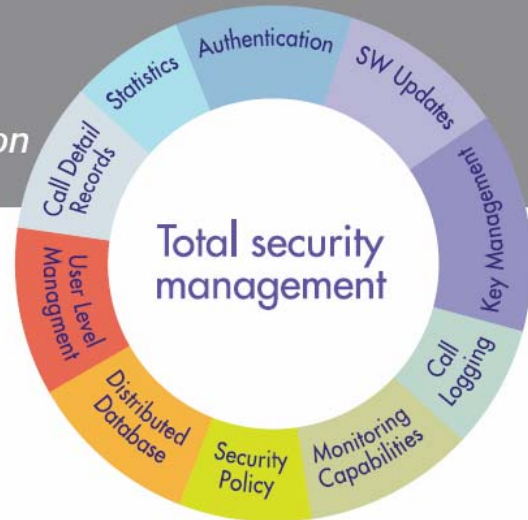 on
Total security
management
Authentication
SW Updates
Key Management
Call
Logging
Monitoring
Capabilities
Security
Policy
Distributed
Database
User Level
Managment
Call Detail
Records
Statistics